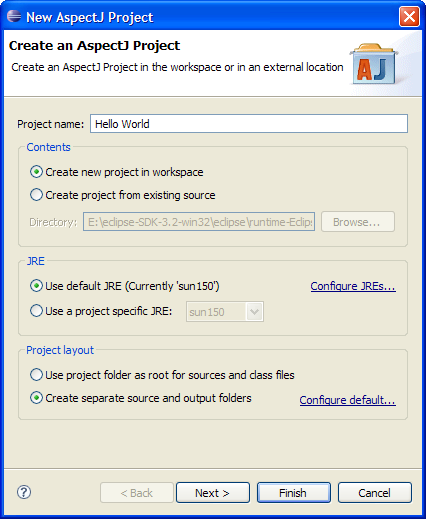 New AspectJ Project
Create an AspectJ Project
Create an AspectJ Project in the workspace or in an external location
AJ
Project name: Hello World
Contents
Create new project in workspace
Create project from existing source
Directory: E:\eclipse-SDK-3.2-win32\eclipse\runtime-Eclip Browse...
JRE
Use default JRE (Currently 'sun150') Configure JREs...
Use a project specific JRE: sun150
Project layout
Use project folder as root for sources and class files
Create separate source and output folders Configure default...
? < Back Next > Finish Cancel